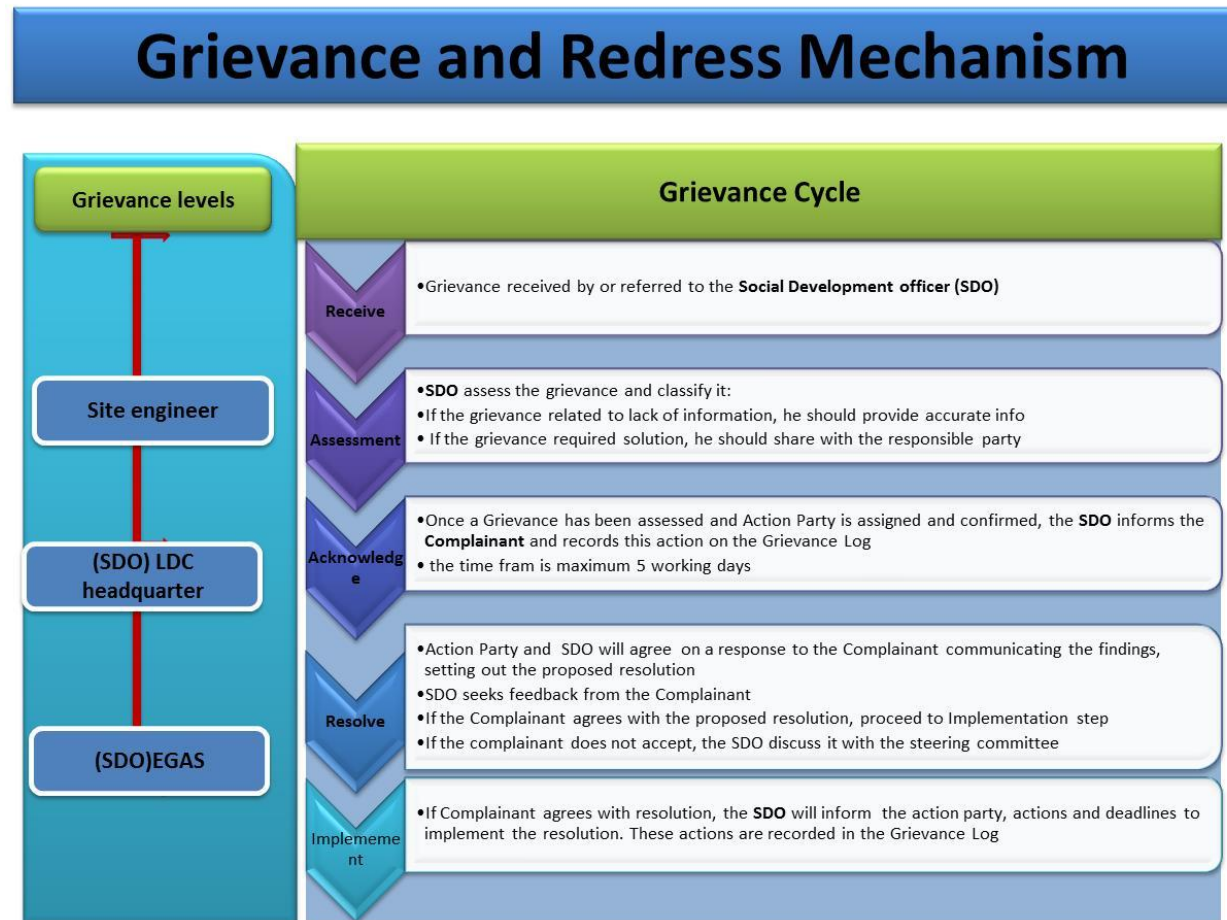 Grievance and Redress Mechanism
Grievance levels
Site engineer
(SDO) LDC
headquarter
(SDO)EGAS
Grievance Cycle
Receive
•Grievance received by or referred to the Social Development officer (SDO)
Assessment
•SDO assess the grievance and classify it:
•If the grievance related to lack of information, he should provide accurate info
• If the grievance required solution, he should share with the responsible party
Acknowledg
e
•Once a Grievance has been assessed and Action Party is assigned and confirmed, the SDO informs the
Complainant and records this action on the Grievance Log
• the time fram is maximum 5 working days
Resolve
•Action Party and SDO will agree on a response to the Complainant communicating the findings,
setting out the proposed resolution
•SDO seeks feedback from the Complainant
•If the Complainant agrees with the proposed resolution, proceed to Implementation step
•If the complainant does not accept, the SDO discuss it with the steering committee
Implememe
nt
•If Complainant agrees with resolution, the SDO will inform the action party, actions and deadlines to
implement the resolution. These actions are recorded in the Grievance Log